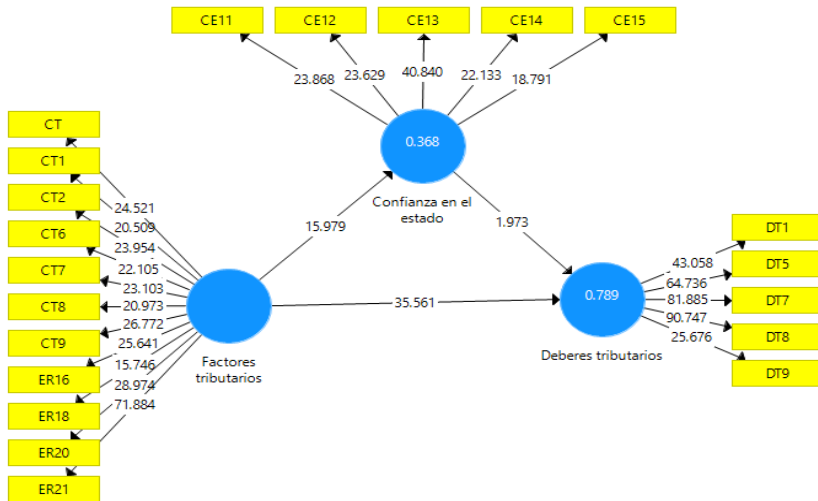 CE11 CE12 CE13 CE14 CE15
23.868 23.629 40.840 22.133 18.791
0.368
Confianza en el
estado
CT
CT1
CT2
CT6
CT7
CT8
CT9
ER16
ER18
ER20
ER21
24.521
20.509
23.954
22.105
23.103
20.973
26.772
25.641
15.746
28.974
71.884
Factores
tributarios
15.979
1.973
35.561
0.789
Deberes tributarios
43.058
64.736
81.885
90.747
25.676
DT1
DT5
DT7
DT8
DT9